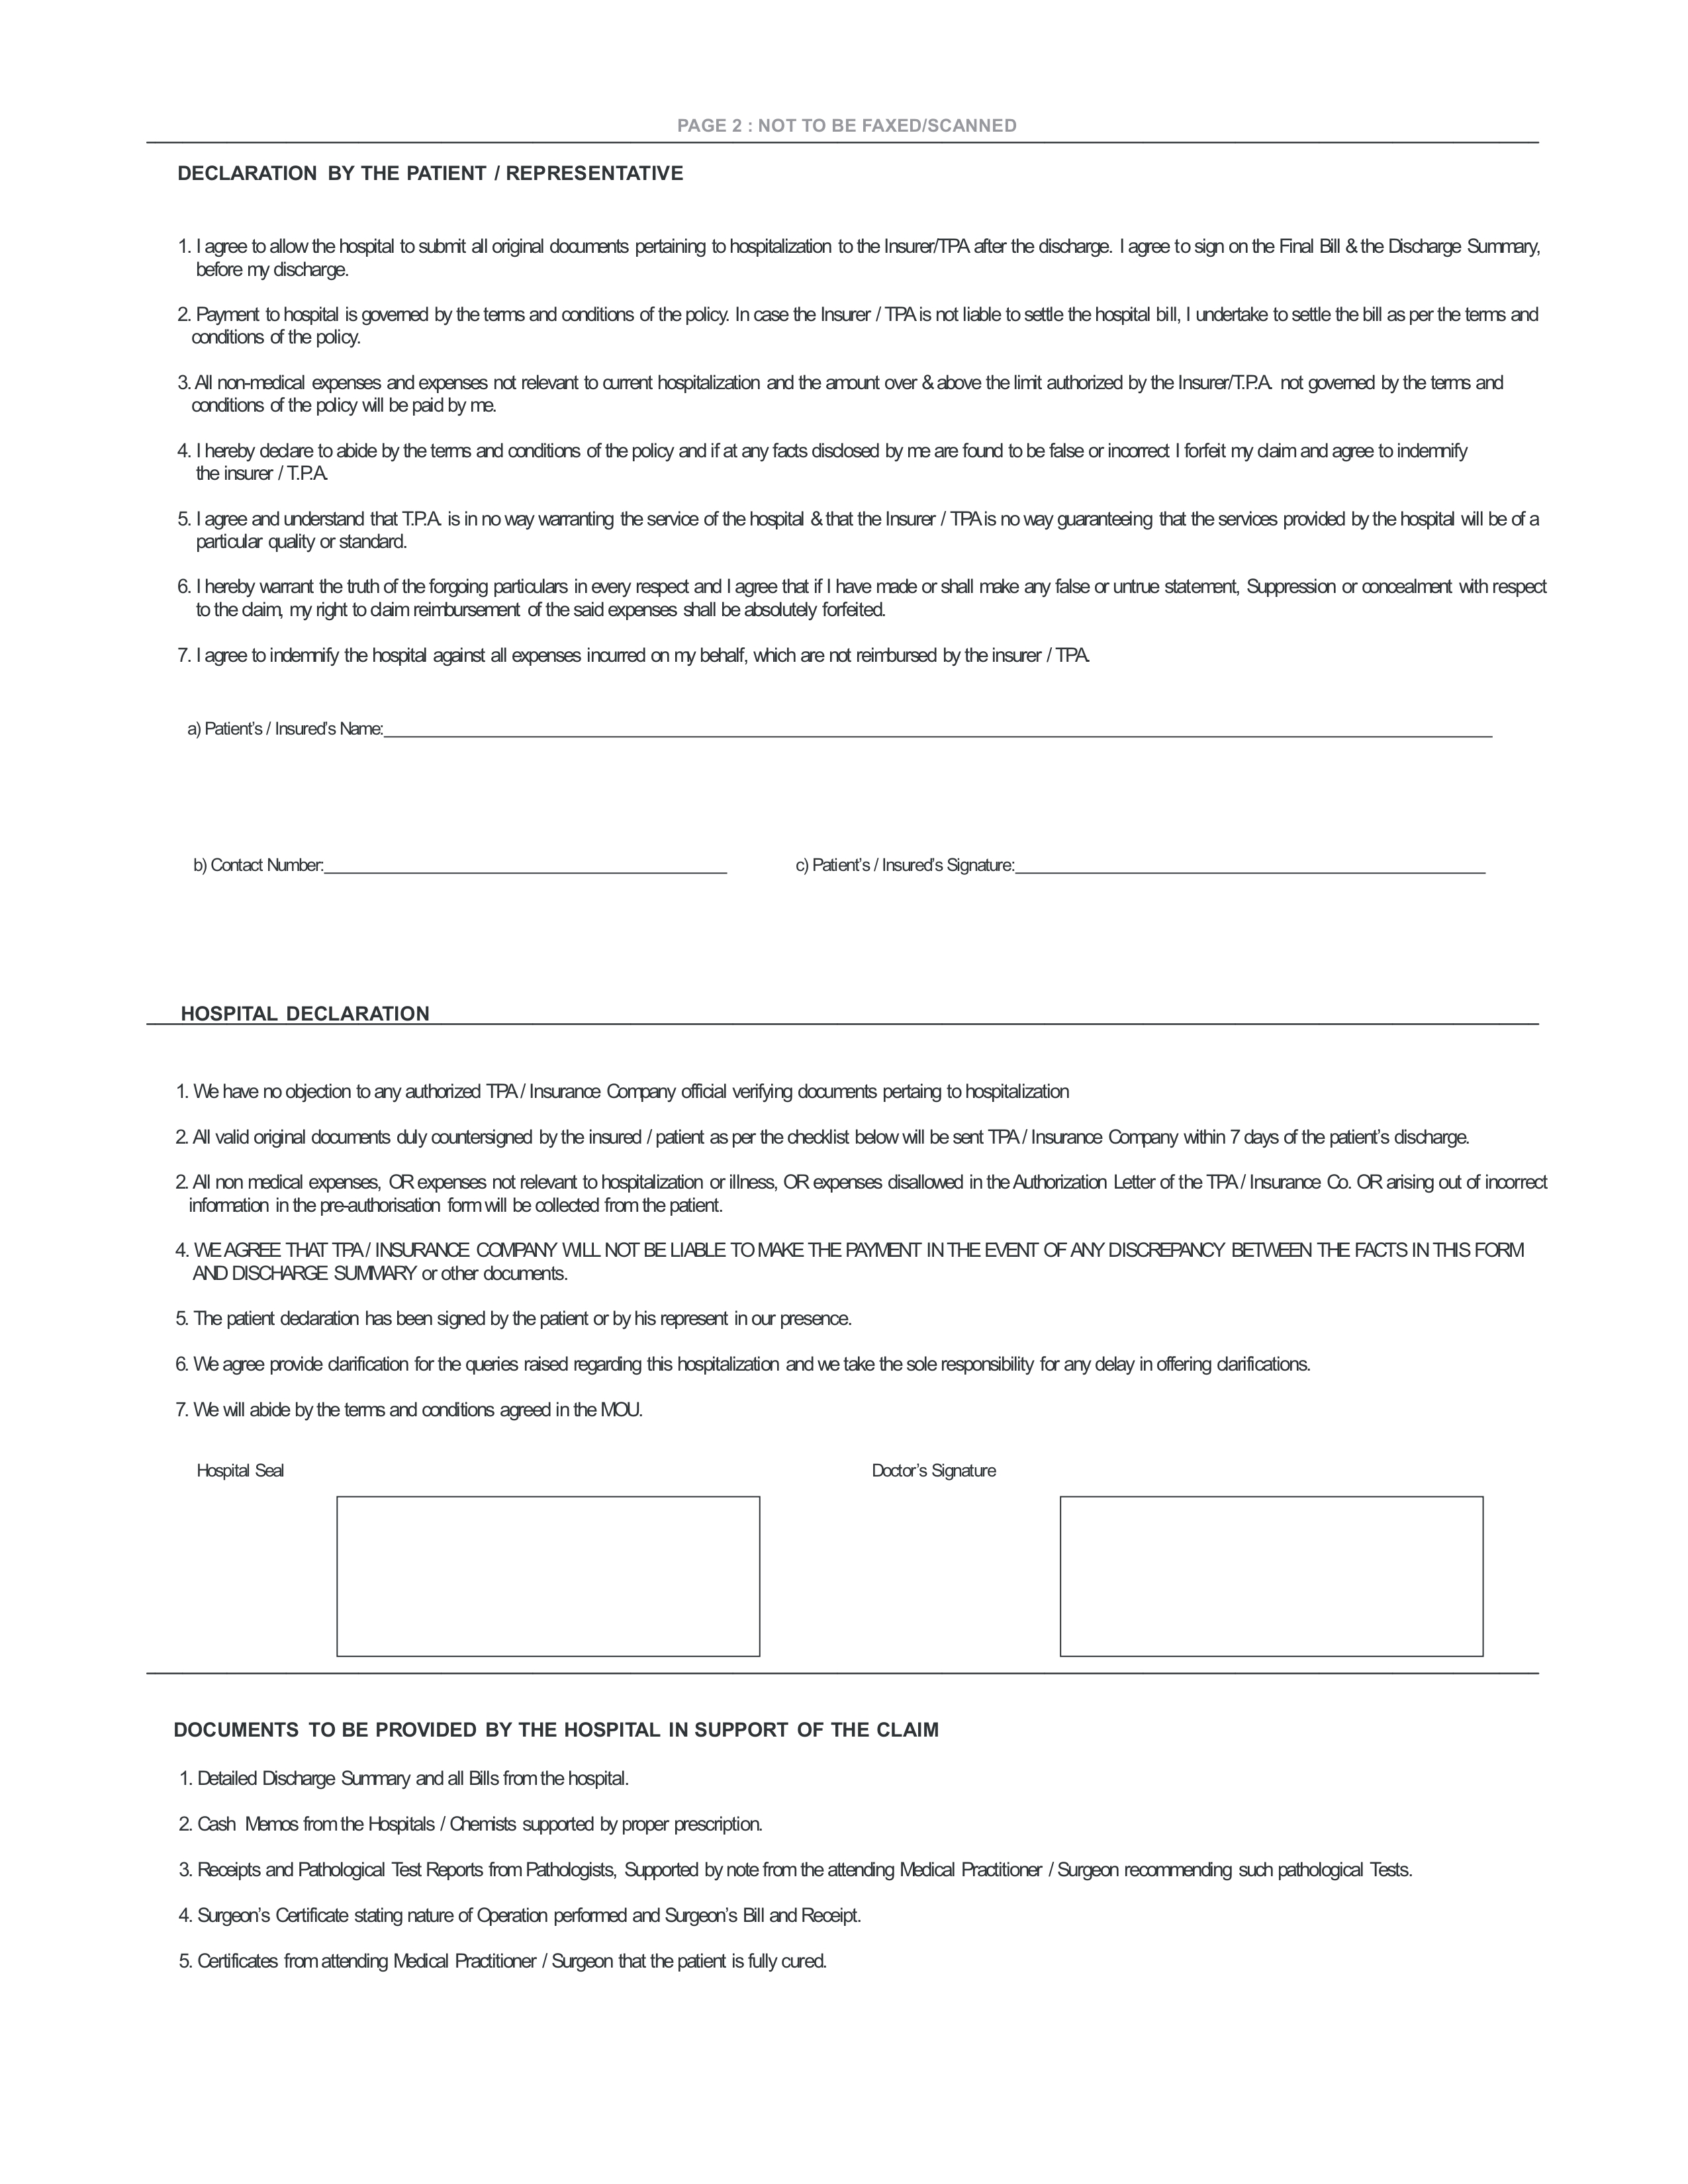 PAGE 2 : NOT TO BE FAXED/SCANNED
DECLARATION BY THE PATIENT / REPRESENTATIVE
1. I agree to allow the hospital to submit all original documents pertaining to hospitalization to the Insurer/TPA after the discharge. I agree to sign on the Final Bill & the Discharge Summary,
before my discharge.
2. Payment to hospital is governed by the terms and conditions of the policy. In case the Insurer / TPA is not liable to settle the hospital bill, I undertake to settle the bill as per the terms and
conditions of the policy.
3. All non-medical expenses and expenses not relevant to current hospitalization and the amount over & above the limit authorized by the Insurer/T.P.A. not governed by the terms and
conditions of the policy will be paid by me.
4. I hereby declare to abide by the terms and conditions of the policy and if at any facts disclosed by me are found to be false or incorrect I forfeit my claim and agree to indemnify
the insurer / T.P.A.
5. I agree and understand that T.P.A. is in no way warranting the service of the hospital & that the Insurer / TPA is no way guaranteeing that the services provided by the hospital will be of a
particular quality or standard.
6. I hereby warrant the truth of the forgoing particulars in every respect and I agree that if I have made or shall make any false or untrue statement, Suppression or concealment with respect
to the claim, my right to claim reimbursement of the said expenses shall be absolutely forfeited.
7. I agree to indemnify the hospital against all expenses incurred on my behalf, which are not reimbursed by the insurer / TPA.
a) Patient's / Insured's Name:
b) Contact Number: c) Patient's / Insured's Signature:
HOSPITAL DECLARATION
1. We have no objection to any authorized TPA / Insurance Company official verifying documents pertaing to hospitalization
2. All valid original documents duly countersigned by the insured / patient as per the checklist below will be sent TPA / Insurance Company within 7 days of the patient's discharge.
2. All non medical expenses, OR expenses not relevant to hospitalization or illness, OR expenses disallowed in the Authorization Letter of the TPA / Insurance Co. OR arising out of incorrect
information in the pre-authorisation form will be collected from the patient.
4. WE AGREE THAT TPA / INSURANCE COMPANY WILL NOT BE LIABLE TO MAKE THE PAYMENT IN THE EVENT OF ANY DISCREPANCY BETWEEN THE FACTS IN THIS FORM
AND DISCHARGE SUMMARY or other documents.
5. The patient declaration has been signed by the patient or by his represent in our presence.
6. We agree provide clarification for the queries raised regarding this hospitalization and we take the sole responsibility for any delay in offering clarifications.
7. We will abide by the terms and conditions agreed in the MOU.
Hospital Seal Doctor's Signature
DOCUMENTS TO BE PROVIDED BY THE HOSPITAL IN SUPPORT OF THE CLAIM
1. Detailed Discharge Summary and all Bills from the hospital.
2. Cash Memos from the Hospitals / Chemists supported by proper prescription.
3. Receipts and Pathological Test Reports from Pathologists, Supported by note from the attending Medical Practitioner / Surgeon recommending such pathological Tests.
4. Surgeon's Certificate stating nature of Operation performed and Surgeon's Bill and Receipt.
5. Certificates from attending Medical Practitioner / Surgeon that the patient is fully cured.